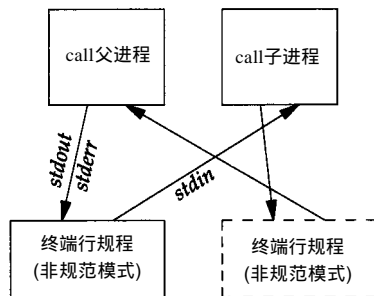 call父进程
call子进程
stdout
stderr
stdin
终端行规程
(非规范模式)
终端行规程
(非规范模式)